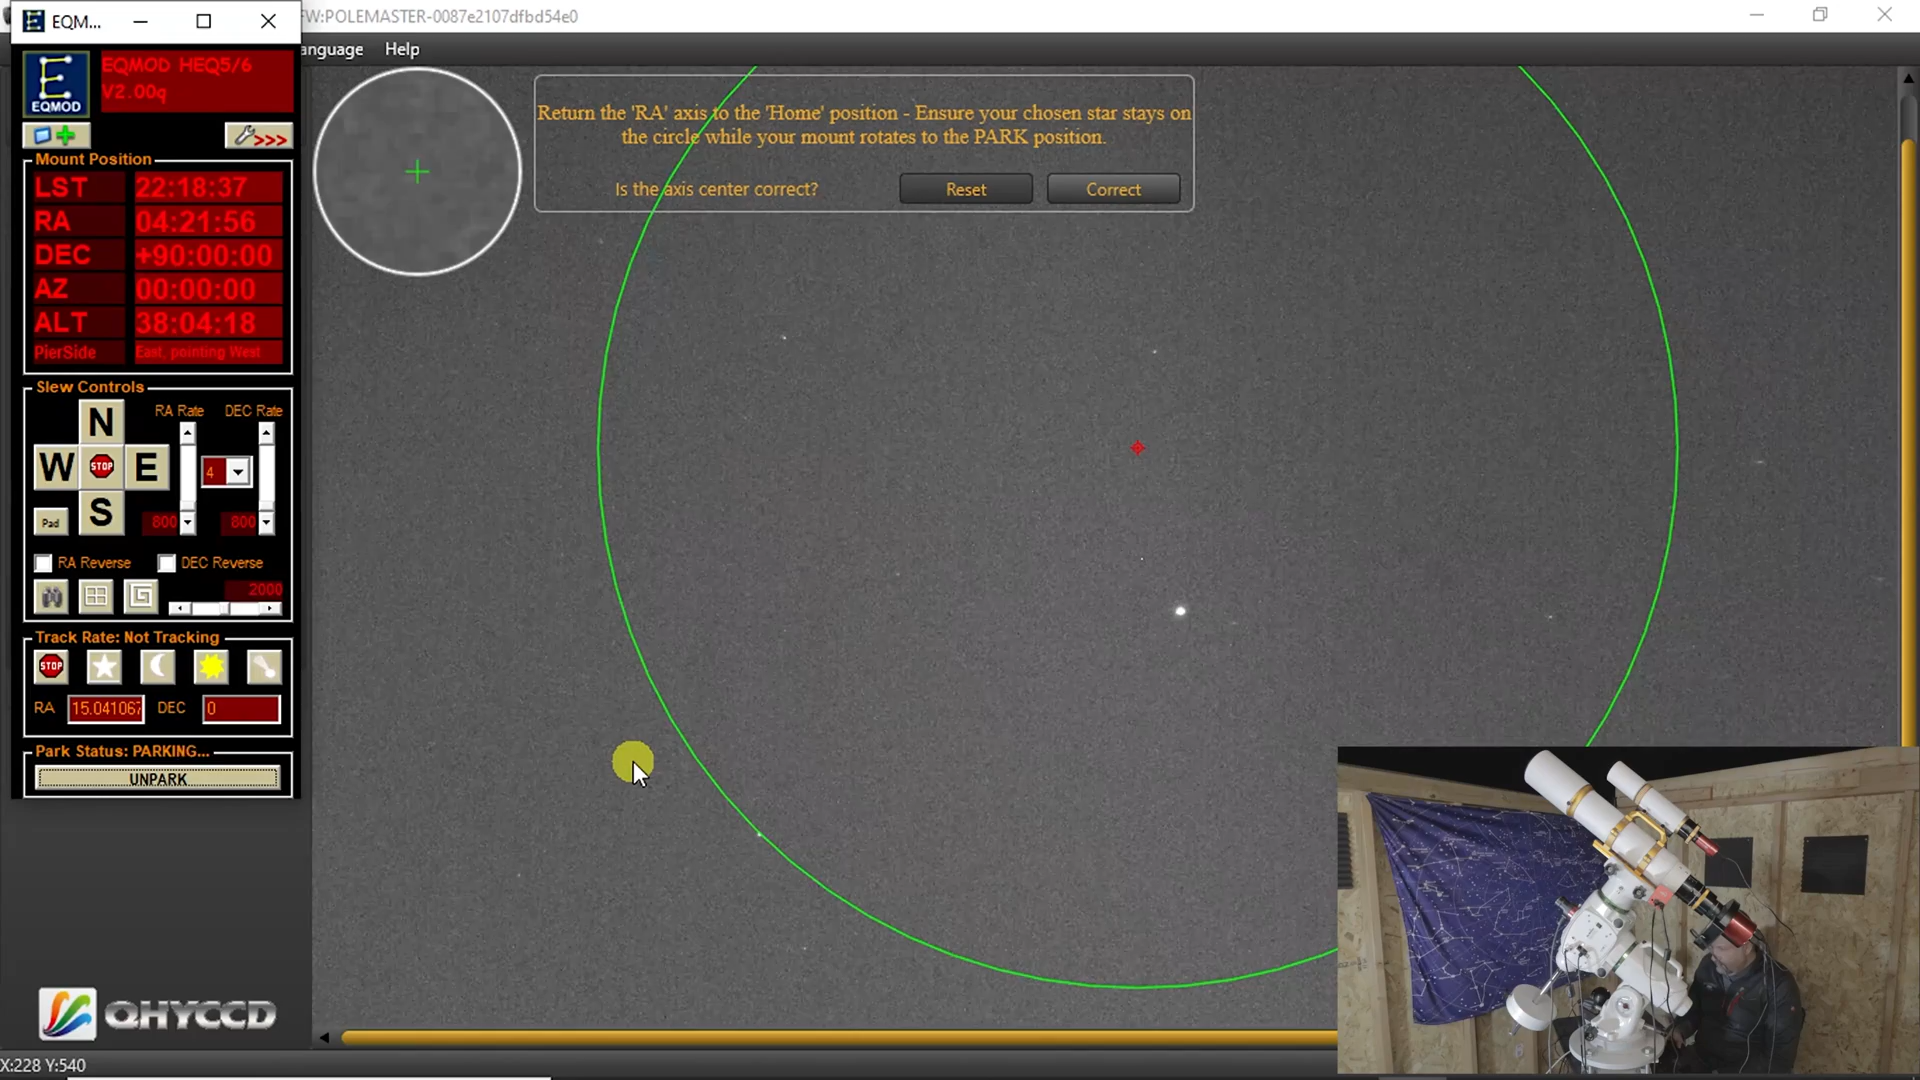 EQM...
FW:POLEMASTER-0087e2107dfbd54e0
anguage Help
EQMOD
EQMOD HEQ5/6
V2.00q
>>>
Mount Position
LST 22:18:37
RA 04:21:56
DEC +90:00:00
AZ 00:00:00
ALT 38:04:18
PierSide East, pointing West
Return the 'RA' axis to the 'Home' position - Ensure your chosen star stays on
the circle while your mount rotates to the PARK position.
Is the axis center correct? Reset Correct
Slew Controls
RA Rate DEC Rate
N
W STOP E
S
4
Pad
800 800
RA Reverse DEC Reverse
2000
Track Rate: Not Tracking
STOP
RA 15.041067 DEC 0
Park Status: PARKING...
UNPARK
QHYCCD
X:228 Y:540